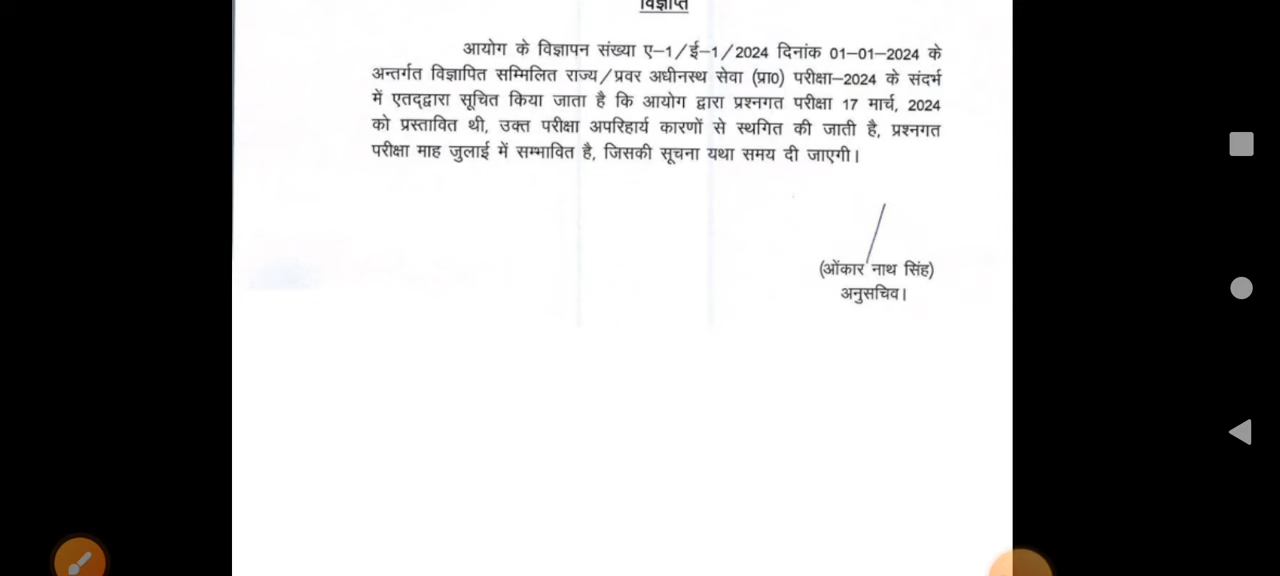 विज्ञप्ति
आयोग के विज्ञापन संख्या ए–1/ई–1/2024 दिनांक 01–01–2024 के
अन्तर्गत विज्ञापित सम्मिलित राज्य/प्रवर अधीनस्थ सेवा (प्रा0) परीक्षा–2024 के संदर्भ
में एतद्द्वारा सूचित किया जाता है कि आयोग द्वारा प्रश्नगत परीक्षा 17 मार्च, 2024
को प्रस्तावित थी, उक्त परीक्षा अपरिहार्य कारणों से स्थगित की जाती है, प्रश्नगत
परीक्षा माह जुलाई में सम्भावित है, जिसकी सूचना यथा समय दी जाएगी।
(ओंकार नाथ सिंह)
अनुसचिव।